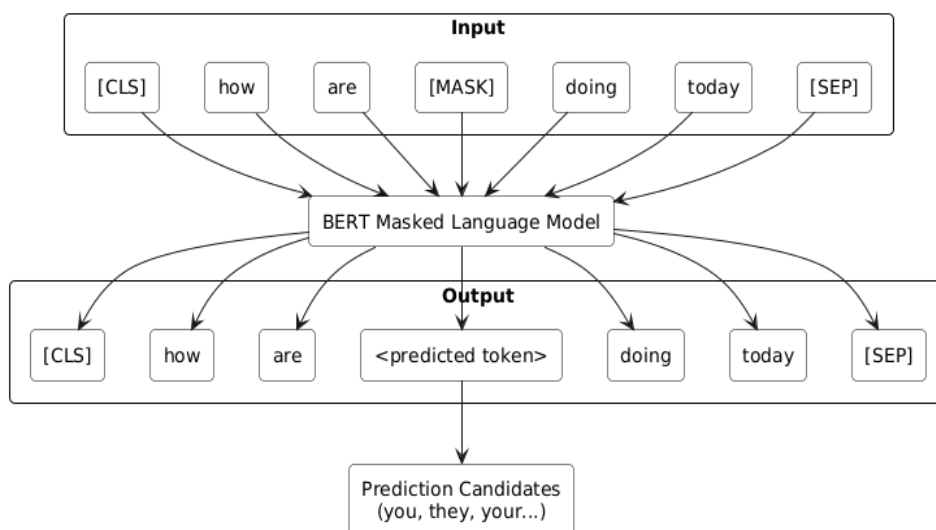 Input
[CLS] how are [MASK] doing today [SEP]
BERT Masked Language Model
Output
[CLS] how are <predicted token> doing today [SEP]
Prediction Candidates
(you, they, your...)